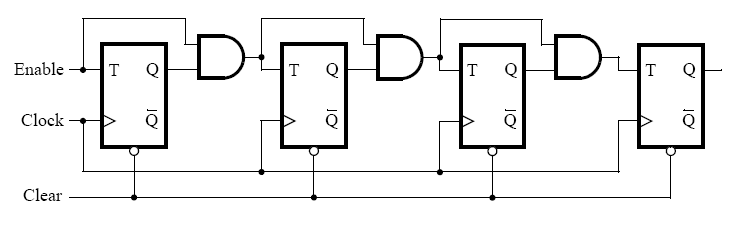 Enable T Q T Q T Q T Q
Clock Q̅ Q̅ Q̅ Q̅
Clear